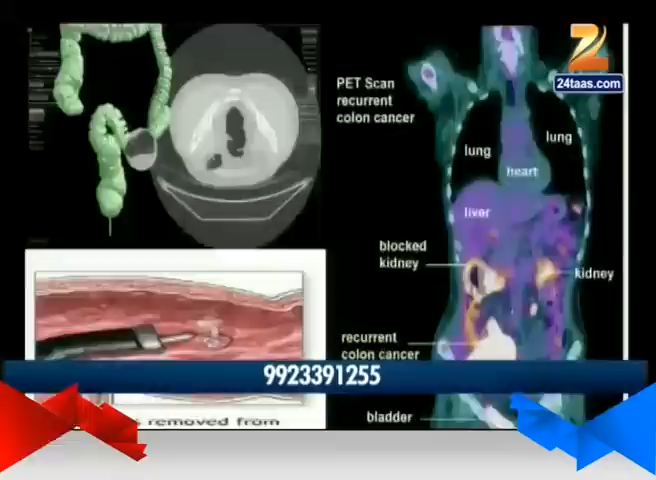 PET Scan
recurrent
colon cancer
24taas.com
lung
lung
heart
liver
blocked
kidney
kidney
recurrent
colon cancer
9923391255
removed from
bladder